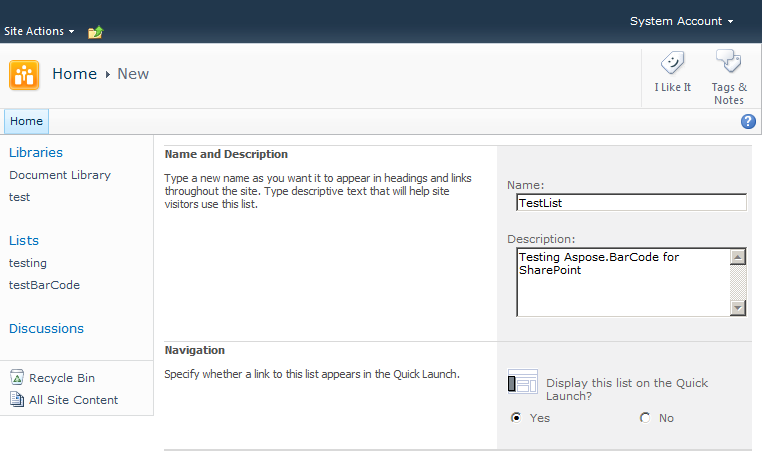 System Account
Site Actions
Home New
I Like It
Tags &
Notes
Home
Libraries
Document Library
test
Lists
testing
testBarCode
Discussions
Recycle Bin
All Site Content
Name and Description
Type a new name as you want it to appear in headings and links
throughout the site. Type descriptive text that will help site
visitors use this list.
Name:
TestList
Description:
Testing Aspose.BarCode for
SharePoint
Navigation
Specify whether a link to this list appears in the Quick Launch.
Display this list on the Quick
Launch?
Yes No